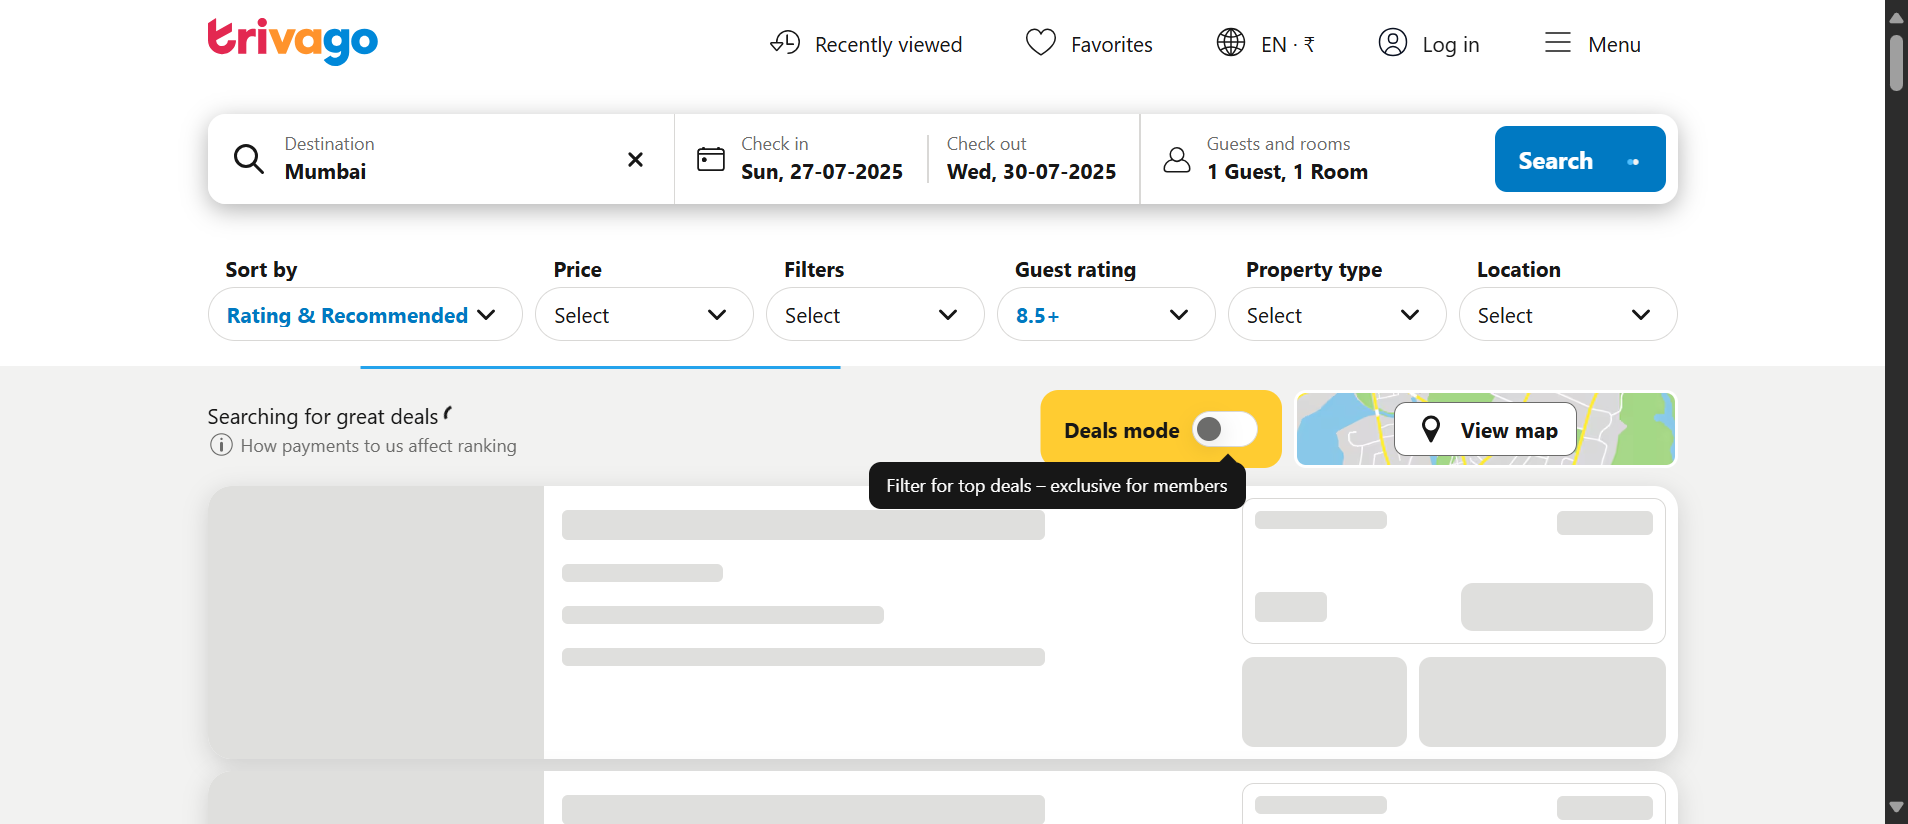 trivago
Recently viewed
Favorites
EN · ₹
Log in
Menu
Destination
Mumbai
Check in
Sun, 27-07-2025
Check out
Wed, 30-07-2025
Guests and rooms
1 Guest, 1 Room
Search
Sort by
Rating & Recommended
Price
Select
Filters
Select
Guest rating
8.5+
Property type
Select
Location
Select
Searching for great deals
How payments to us affect ranking
Deals mode
View map
Filter for top deals – exclusive for members